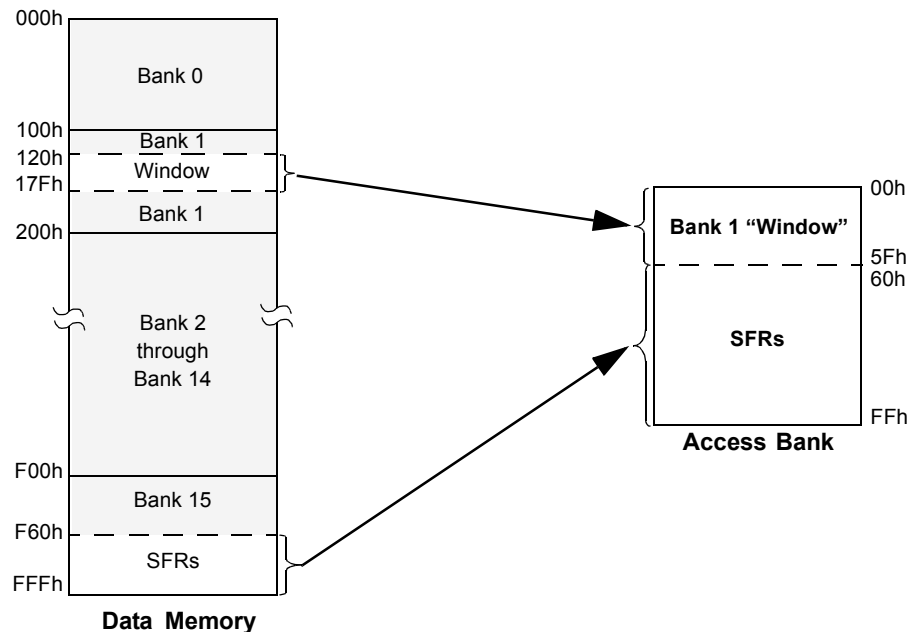 000h
Bank 0
100h
Bank 1
120h
Window
17Fh
Bank 1
200h
Bank 2
through
Bank 14
F00h
Bank 15
F60h
SFRs
FFFh
Data Memory
00h
Bank 1 “Window”
5Fh
60h
SFRs
FFh
Access Bank